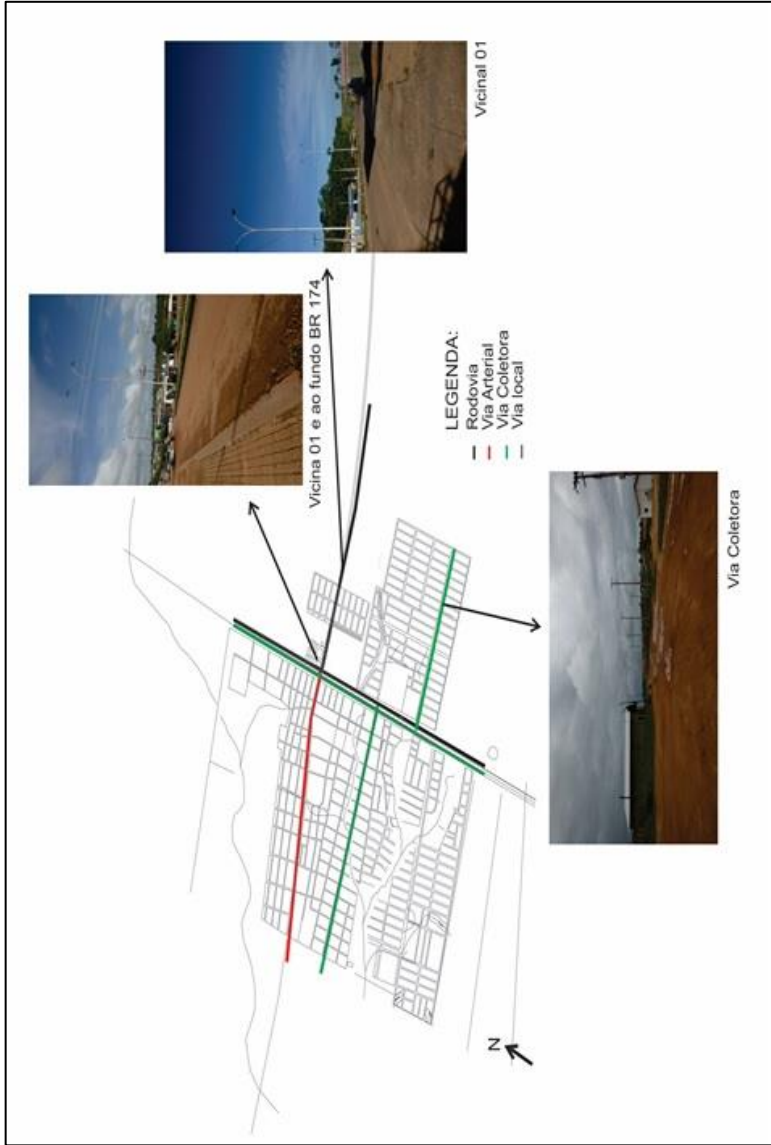 Vicinal 01
Vicina 01 e ao fundo BR 174
LEGENDA:
Rodovia
Via Arterial
Via Coletora
Via local
Via Coletora
N